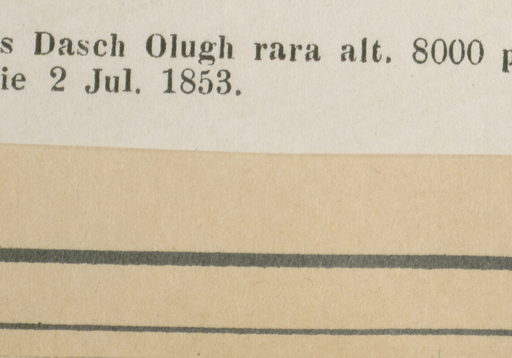 s Dasch Olugh rara alt. 8000 p
ie 2 Jul. 1853.